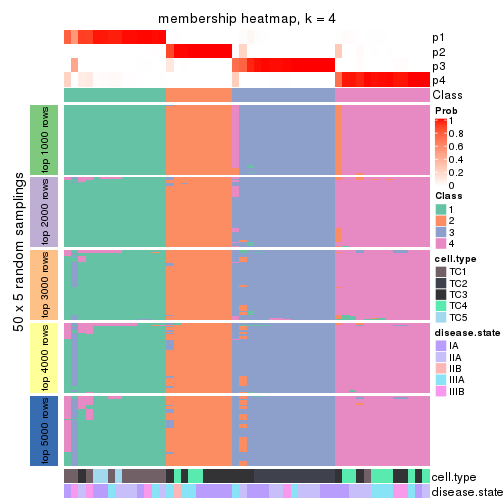 membership heatmap, k = 4
p1
p2
p3
p4
Class
50 x 5 random samplings
top 1000 rows
top 2000 rows
top 3000 rows
top 4000 rows
top 5000 rows
cell.type
disease.state
Prob
1
0.8
0.6
0.4
0.2
0
Class
1
2
3
4
cell.type
TC1
TC2
TC3
TC4
TC5
disease.state
IA
IIA
IIB
IIIA
IIIB